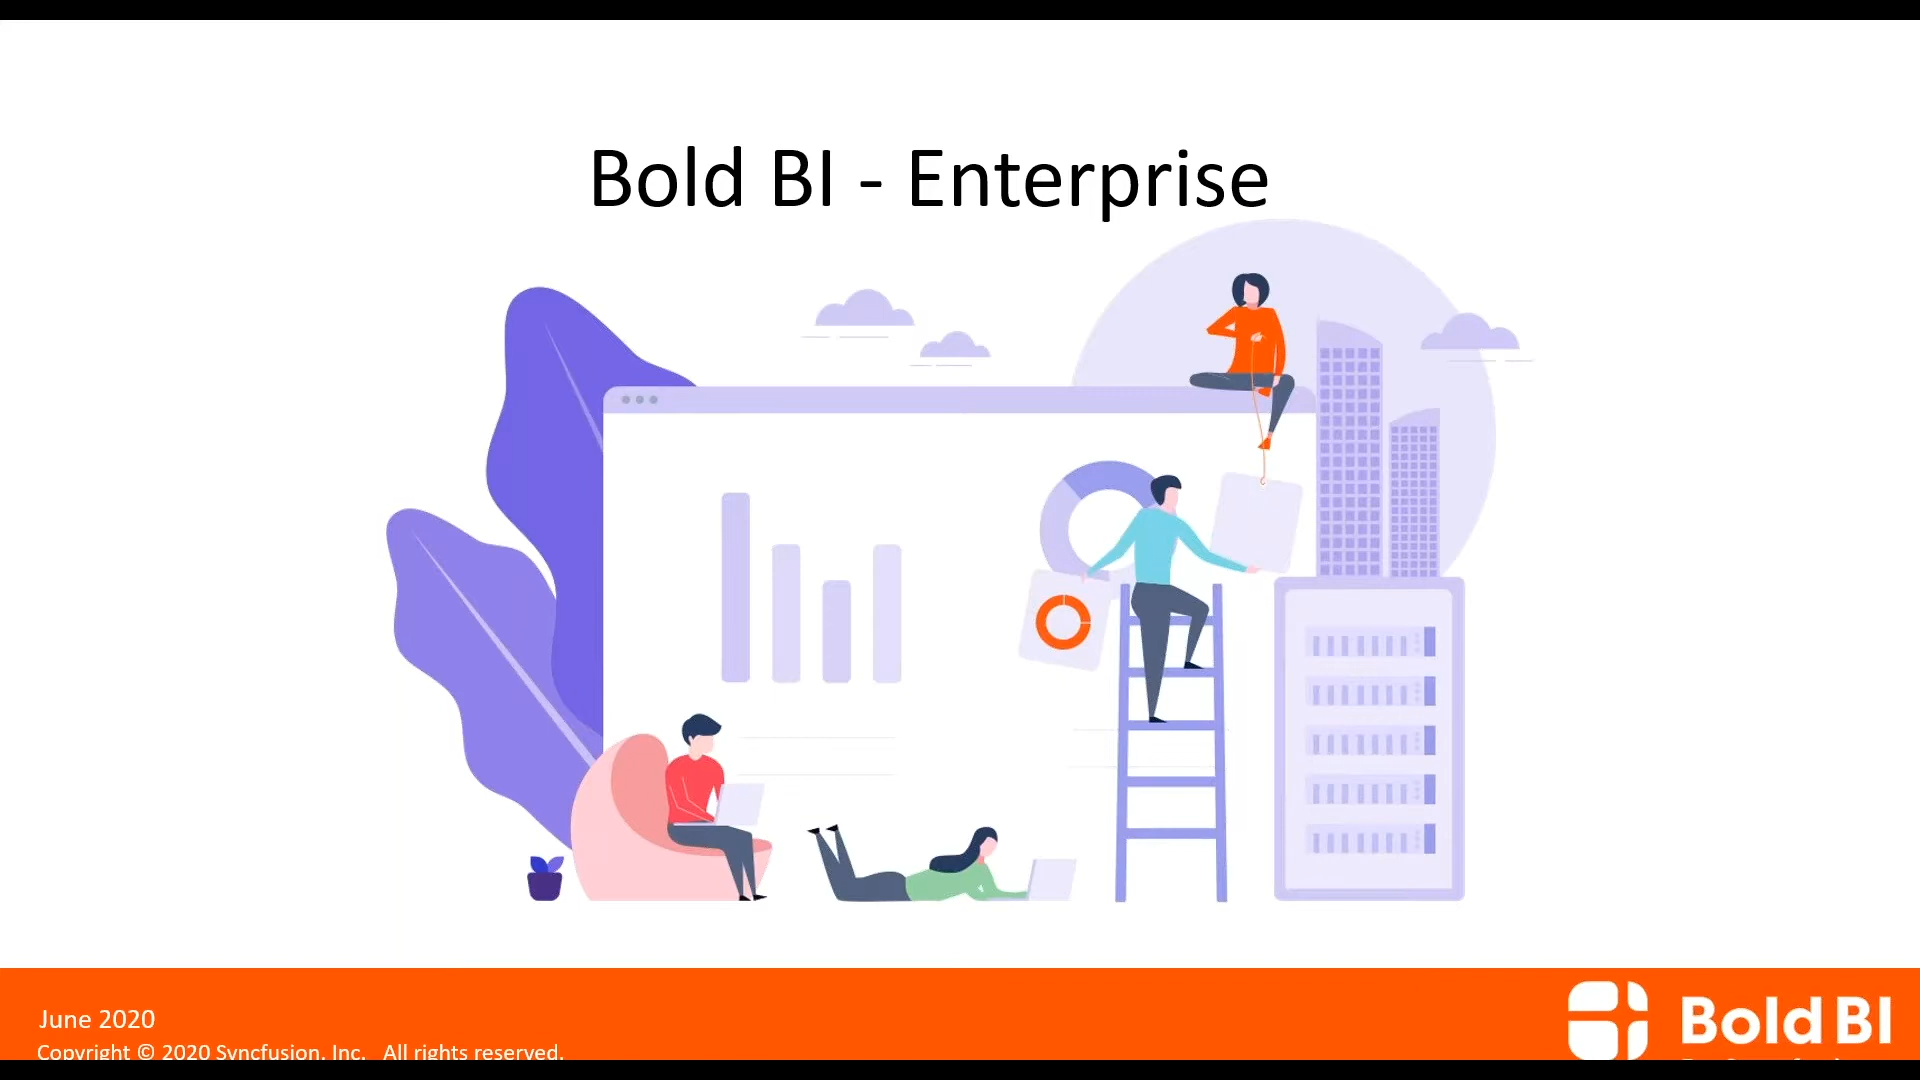 Bold BI - Enterprise
June 2020
Copyright © 2020 Syncfusion, Inc.   All rights reserved.
Bold BI